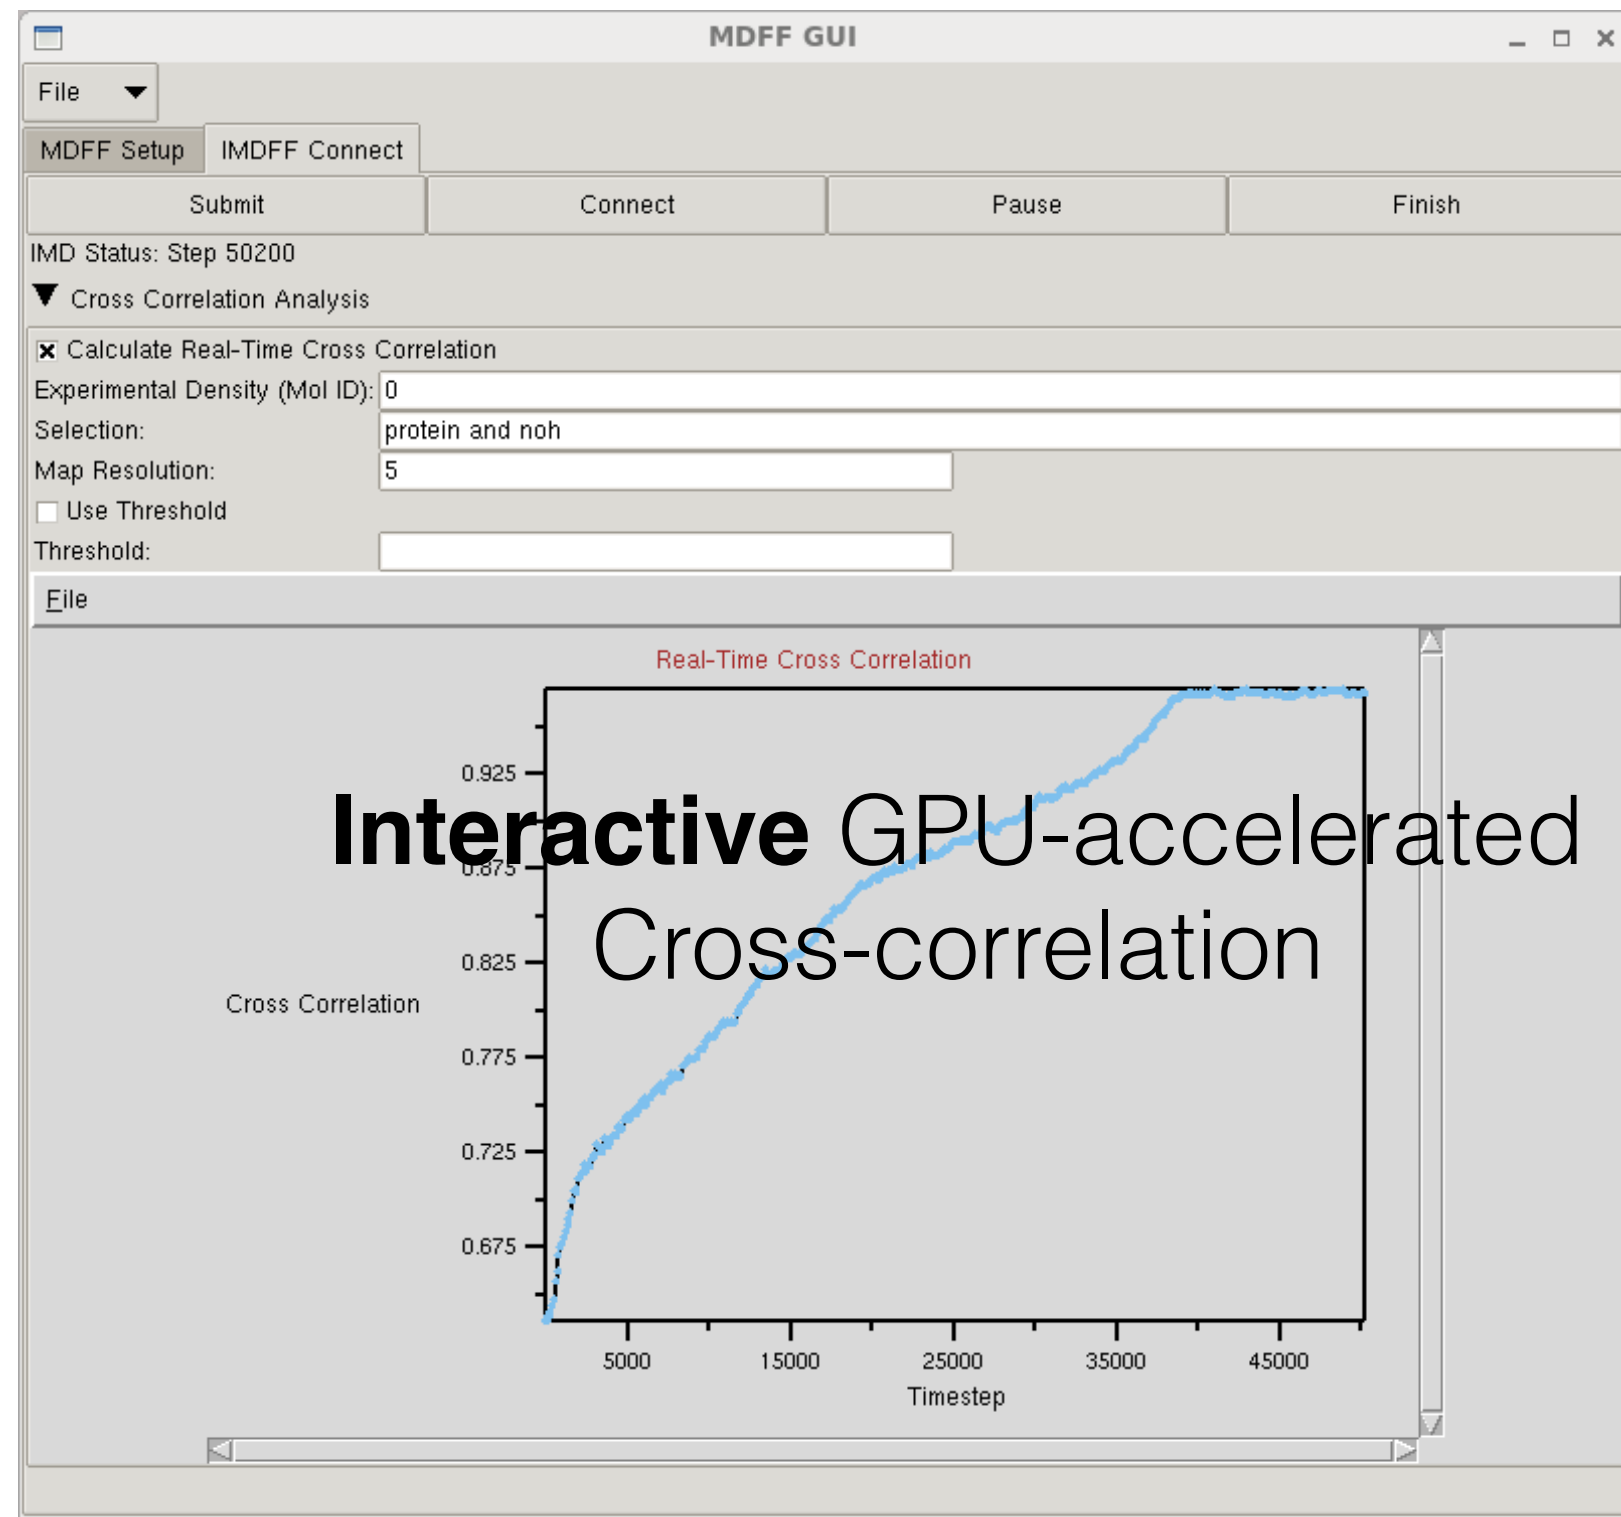 MDFF GUI
File
MDFF Setup IMDFF Connect
Submit Connect Pause Finish
IMD Status: Step 50200
Cross Correlation Analysis
Calculate Real-Time Cross Correlation
Experimental Density (Mol ID): 0
Selection: protein and noh
Map Resolution: 5
Use Threshold
Threshold:
File
Real-Time Cross Correlation
0.925
Interactive GPU-accelerated
0.875
Cross-correlation
0.825
Cross Correlation
0.775
0.725
0.675
5000 15000 25000 35000 45000
Timestep